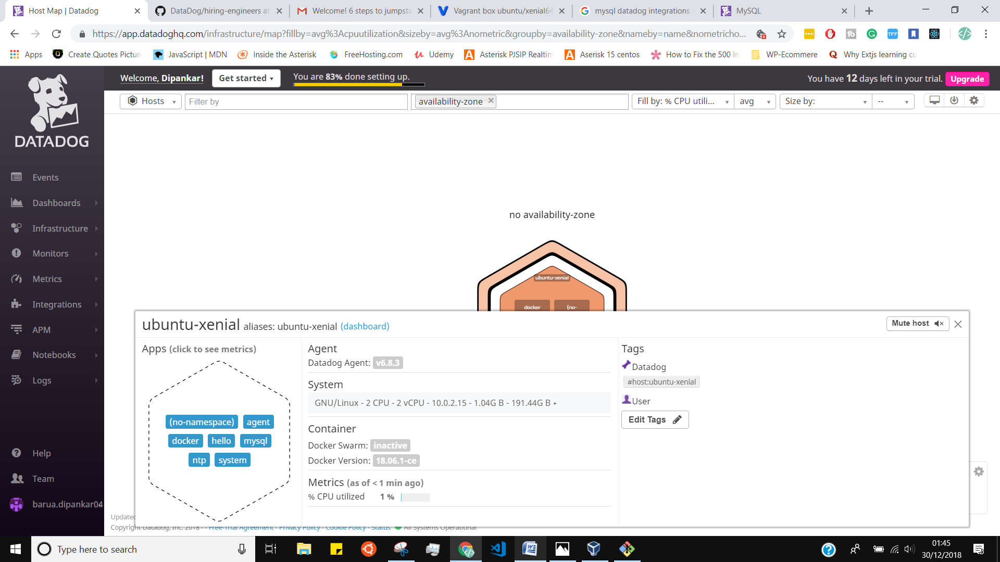 Host Map | Datadog
DataDog/hiring-engineers at
Welcome! 6 steps to jumpsta
Vagrant box ubuntu/xenial64
mysql datadog integrations -
MySQL
https://app.datadoghq.com/infrastructure/map?fillby=avg%3Acpuutilization&sizeby=avg%3Anometric&groupby=availability-zone&nameby=name&nometricho...
Apps
Create Quotes Picture
JavaScript | MDN
Inside the Asterisk
FreeHosting.com
Udemy
Asterisk PJSIP Realtim
Aserisk 15 centos
How to Fix the 500 In
WP-Ecommere
Why Extjs learning cu
DATADOG
Welcome, Dipankar!
Get started
You are 83% done setting up.
You have 12 days left in your trial.
Upgrade
Hosts
Filter by
availability-zone
Fill by: % CPU utili...
avg
Size by:
--
Events
Dashboards
Infrastructure
Monitors
Metrics
Integrations
APM
Notebooks
Logs
Help
Team
barua.dipankar04
no availability-zone
ubuntu-xenial
docker
(no-
ubuntu-xenial aliases: ubuntu-xenial (dashboard)
Mute host
Apps (click to see metrics)
(no-namespace)
agent
docker
hello
mysql
ntp
system
Agent
Datadog Agent: v6.8.3
System
GNU/Linux - 2 CPU - 2 vCPU - 10.0.2.15 - 1.04G B - 191.44G B
Container
Docker Swarm: inactive
Docker Version: 18.06.1-ce
Metrics (as of < 1 min ago)
% CPU utilized 1 %
Tags
Datadog
#host:ubuntu-xenial
User
Edit Tags
Updated
Copyright Datadog, Inc. 2018 - - Free-Trial Agreement - Privacy Policy - Cookie Policy - Status All Systems Operational
Type here to search
01:45
30/12/2018